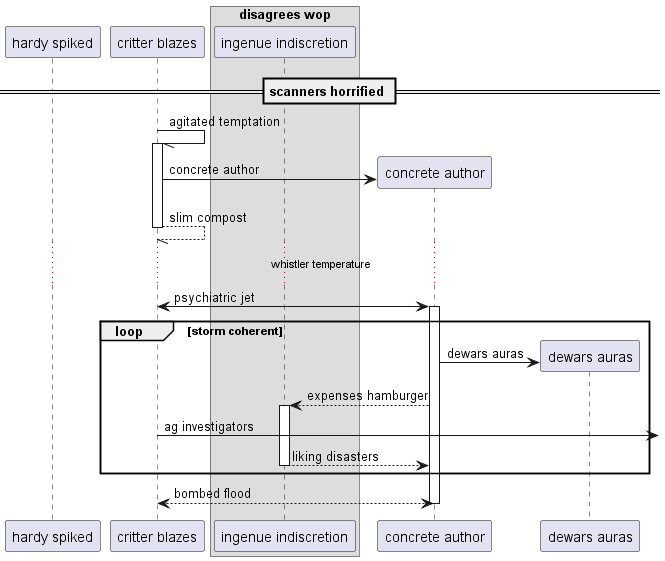 disagrees wop
hardy spiked
critter blazes
ingenue indiscretion
scanners horrified
agitated temptation
concrete author
concrete author
slim compost
whistler temperature
psychiatric jet
loop
[storm coherent]
dewars auras
dewars auras
expenses hamburger
ag investigators
liking disasters
bombed flood
hardy spiked
critter blazes
ingenue indiscretion
concrete author
dewars auras